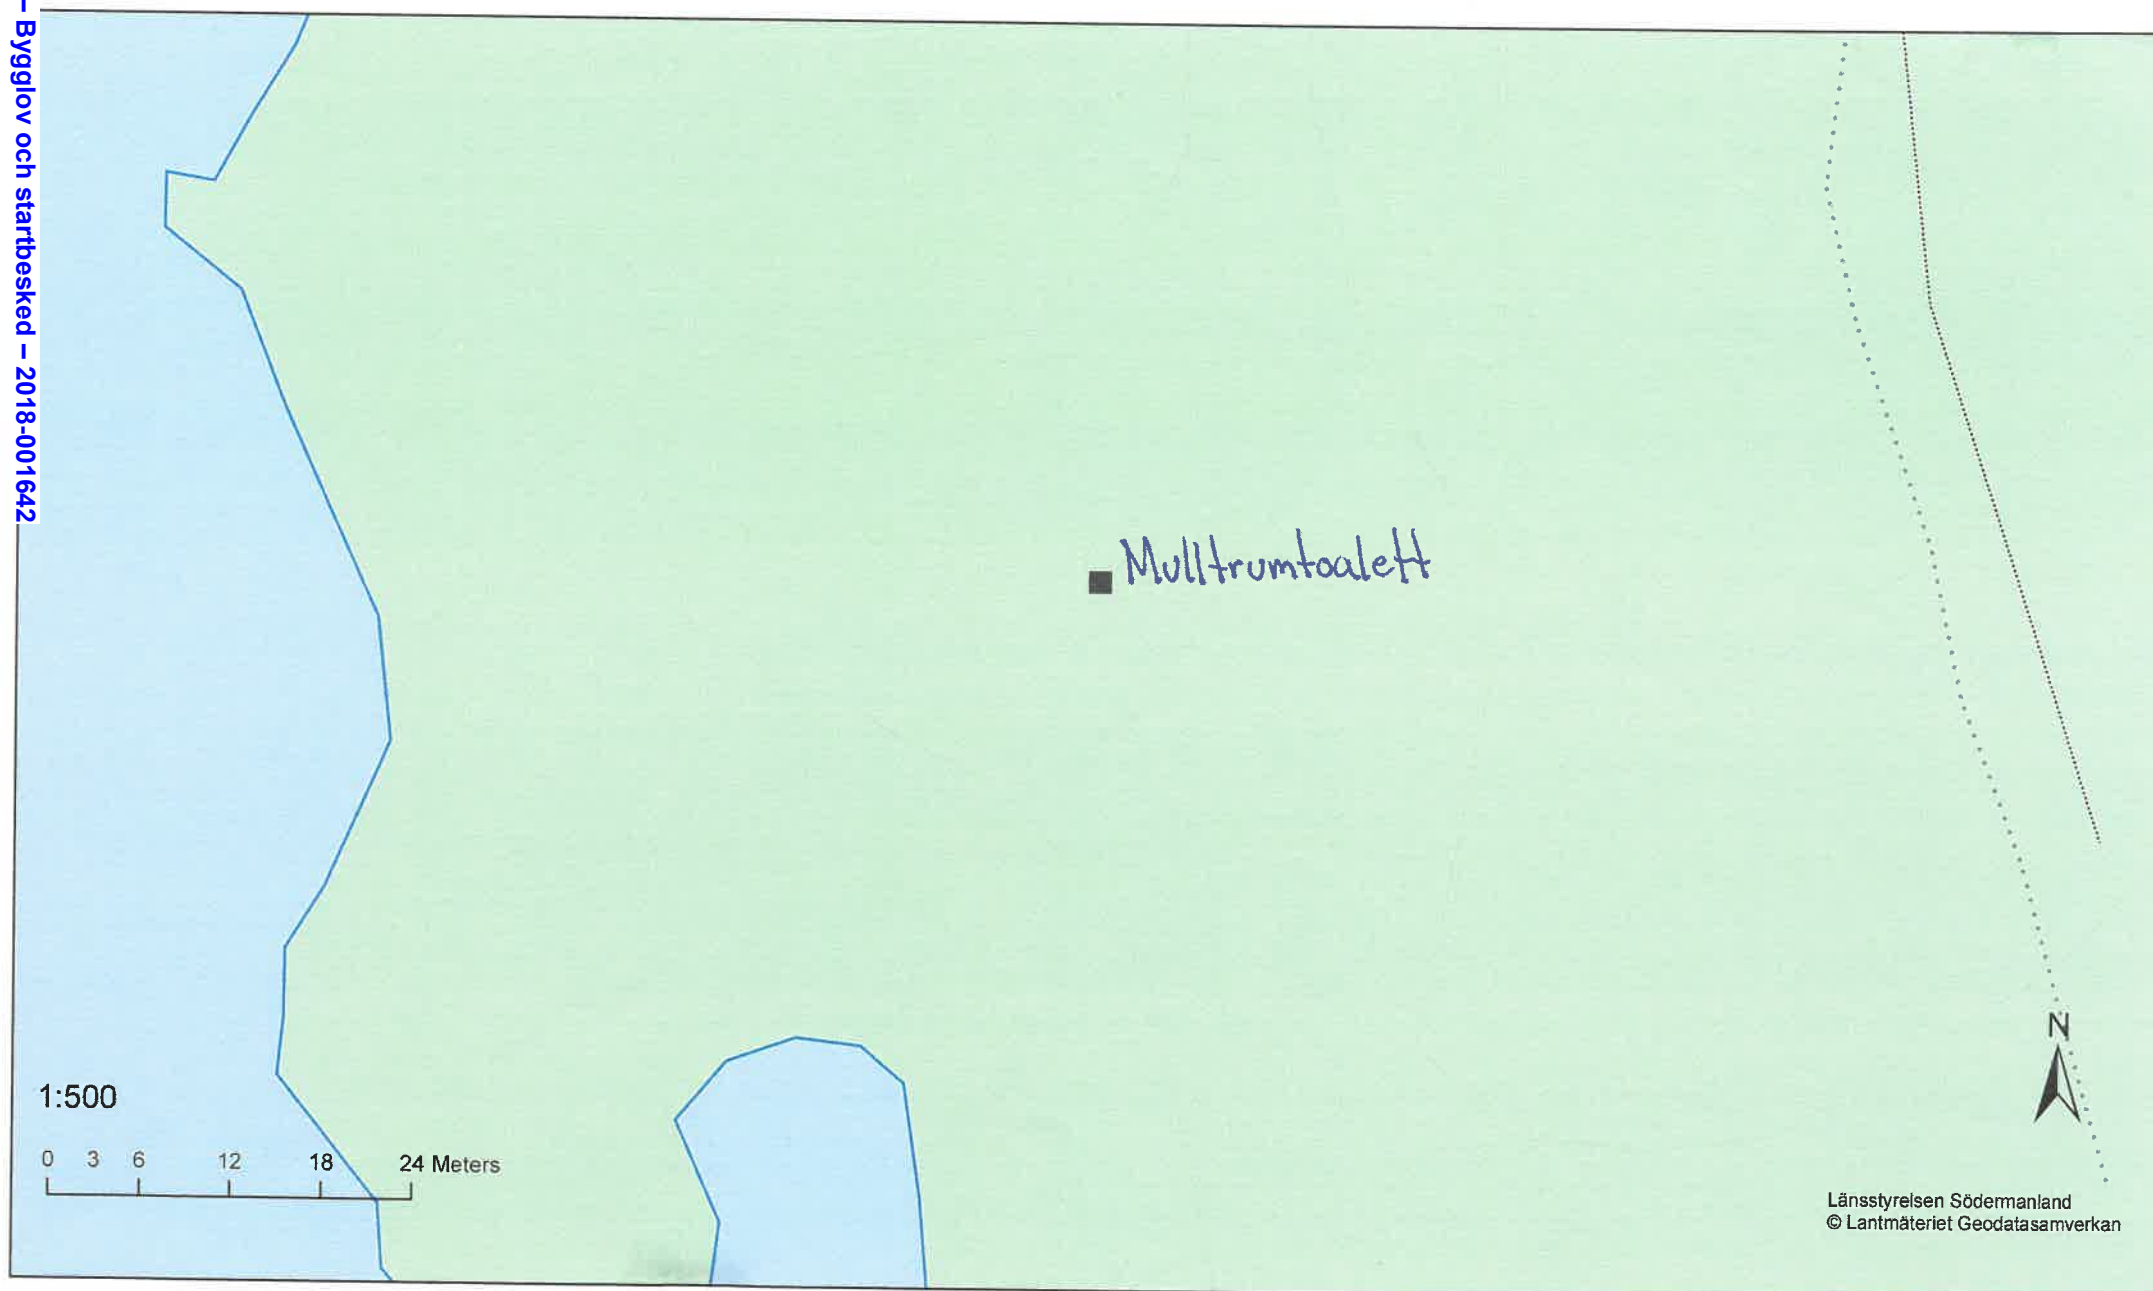 – Bygglov och startbesked – 2018-001642
Mulltrumtoalett
N
1:500
0 3 6 12 18 24 Meters
Länsstyrelsen Södermanland
© Lantmäteriet Geodatasamverkan